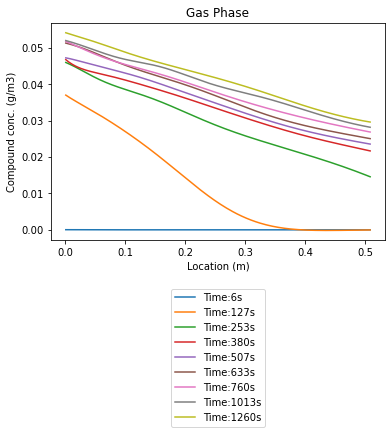 Gas Phase
Compound conc. (g/m3)
0.05
0.04
0.03
0.02
0.01
0.00
0.0 0.1 0.2 0.3 0.4 0.5
Location (m)
Time:6s
Time:127s
Time:253s
Time:380s
Time:507s
Time:633s
Time:760s
Time:1013s
Time:1260s